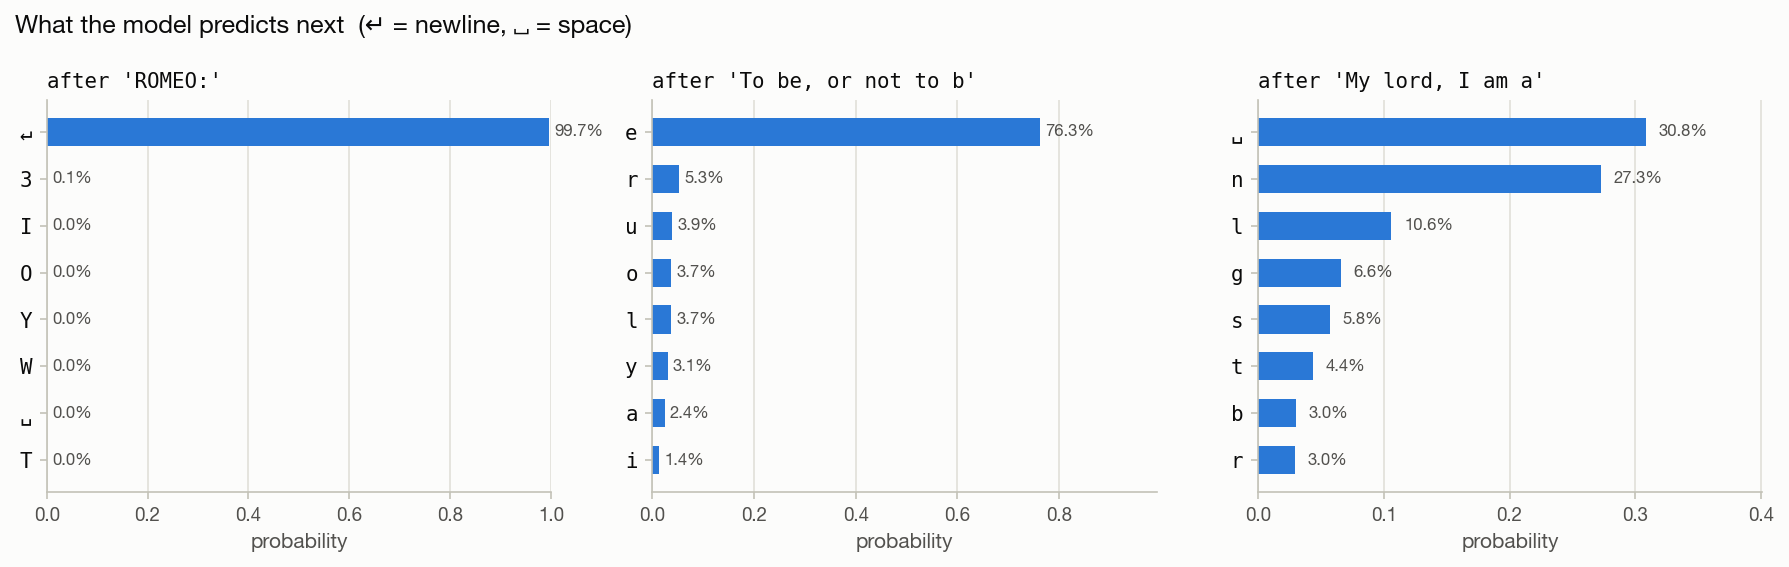 What the model predicts next  (↵ = newline, ␣ = space)
after 'ROMEO:'
↵ 99.7%
3 0.1%
I 0.0%
O 0.0%
Y 0.0%
W 0.0%
␣ 0.0%
T 0.0%
0.0 0.2 0.4 0.6 0.8 1.0
probability
after 'To be, or not to b'
e 76.3%
r 5.3%
u 3.9%
o 3.7%
l 3.7%
y 3.1%
a 2.4%
i 1.4%
0.0 0.2 0.4 0.6 0.8
probability
after 'My lord, I am a'
␣ 30.8%
n 27.3%
l 10.6%
g 6.6%
s 5.8%
t 4.4%
b 3.0%
r 3.0%
0.0 0.1 0.2 0.3 0.4
probability